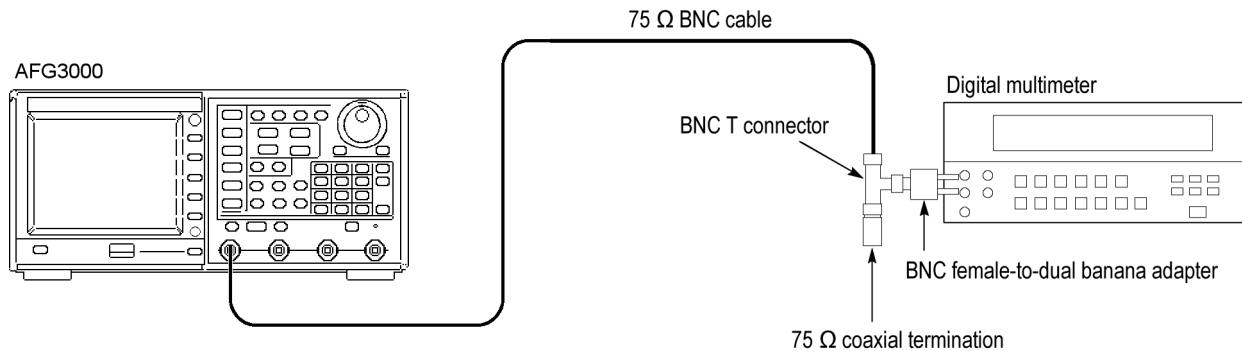 75 Ω BNC cable
AFG3000
Digital multimeter
BNC T connector
BNC female-to-dual banana adapter
75 Ω coaxial termination